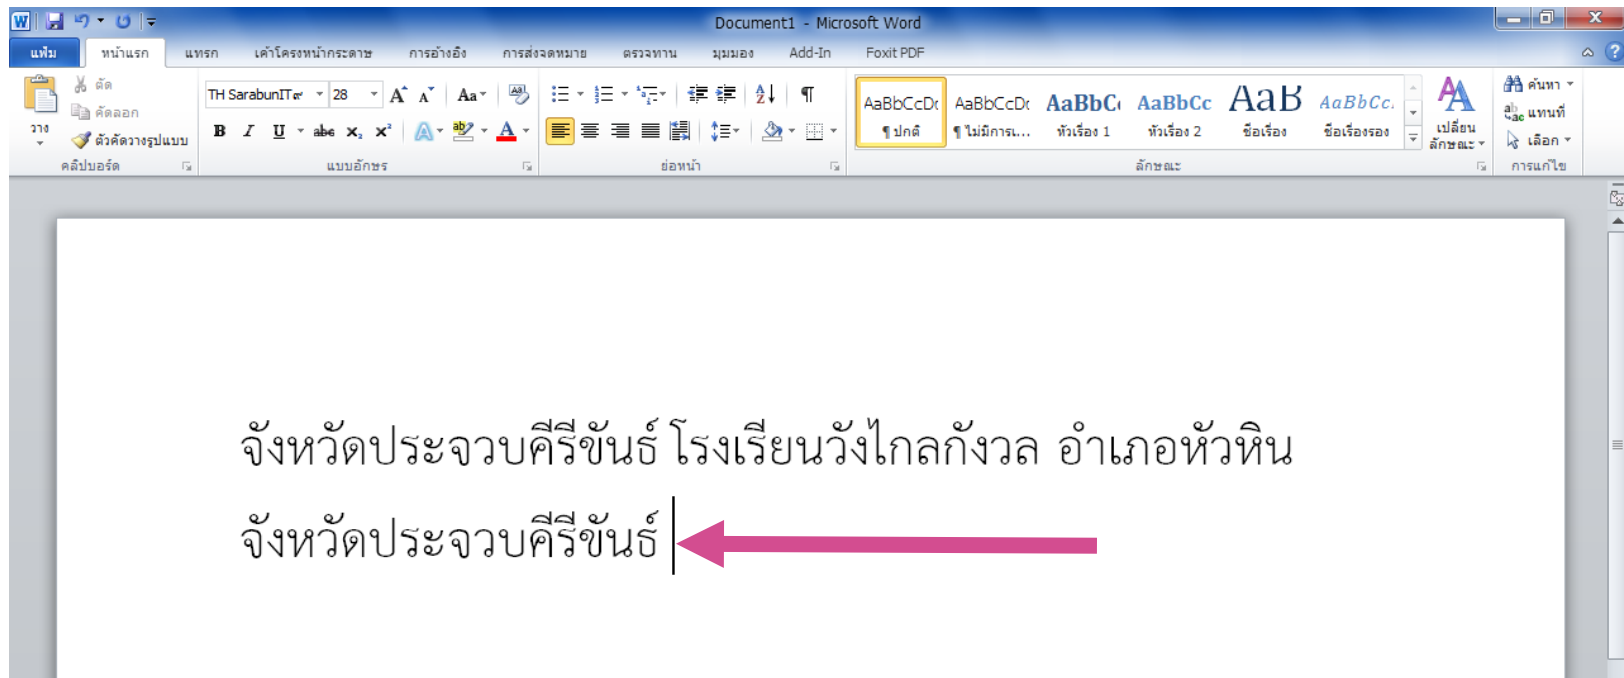 Document1 - Microsoft Word
แฟ้ม หน้าแรก แทรก เค้าโครงหน้ากระดาษ การอ้างอิง การส่งจดหมาย ตรวจทาน มุมมอง Add-In Foxit PDF
วาง
ตัด
คัดลอก
ตัวคัดวางรูปแบบ
คลิปบอร์ด
TH SarabunIT๙ 28
แบบอักษร
ย่อหน้า
AaBbCcDc AaBbCcDc AaBbC AaBbCc AaB AaBbCc.
¶ ปกติ ¶ ไม่มีการเ... หัวเรื่อง 1 หัวเรื่อง 2 ชื่อเรื่อง ชื่อเรื่องรอง
เปลี่ยน
ลักษณะ
ลักษณะ
ค้นหา
แทนที่
เลือก
การแก้ไข
จังหวัดประจวบคีรีขันธ์ โรงเรียนวังไกลกังวล อำเภอหัวหิน
จังหวัดประจวบคีรีขันธ์